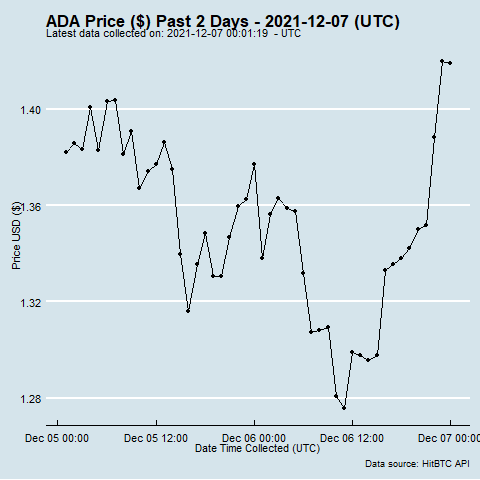 ADA Price ($) Past 2 Days - 2021-12-07 (UTC)
Latest data collected on: 2021-12-07 00:01:19 - UTC
Price USD ($)
1.40
1.36
1.32
1.28
Dec 05 00:00 Dec 05 12:00 Dec 06 00:00 Dec 06 12:00 Dec 07 00:00
Date Time Collected (UTC)
Data source: HitBTC API